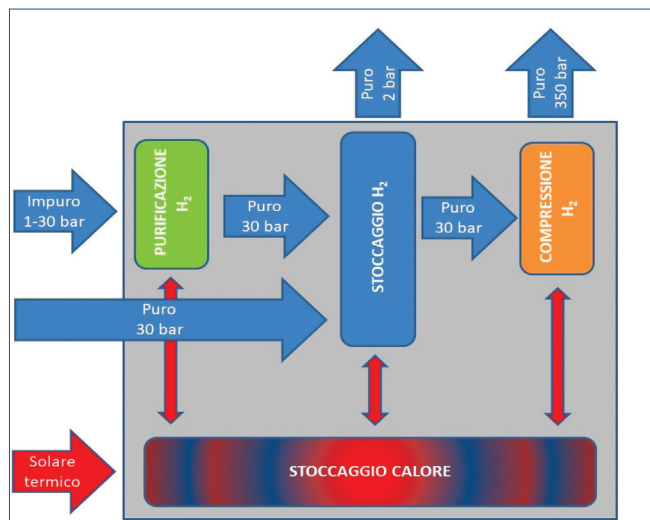 Puro
2 bar
Puro
350 bar
Impuro
1-30 bar
PURIFICAZIONE
H₂
Puro
30 bar
STOCCAGGIO H₂
Puro
30 bar
COMPRESSIONE
H₂
Puro
30 bar
Solare
termico
STOCCAGGIO CALORE